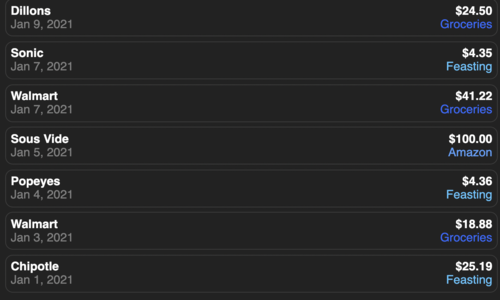 Dillons $24.50
Jan 9, 2021 Groceries
Sonic $4.35
Jan 7, 2021 Feasting
Walmart $41.22
Jan 7, 2021 Groceries
Sous Vide $100.00
Jan 5, 2021 Amazon
Popeyes $4.36
Jan 4, 2021 Feasting
Walmart $18.88
Jan 3, 2021 Groceries
Chipotle $25.19
Jan 1, 2021 Feasting